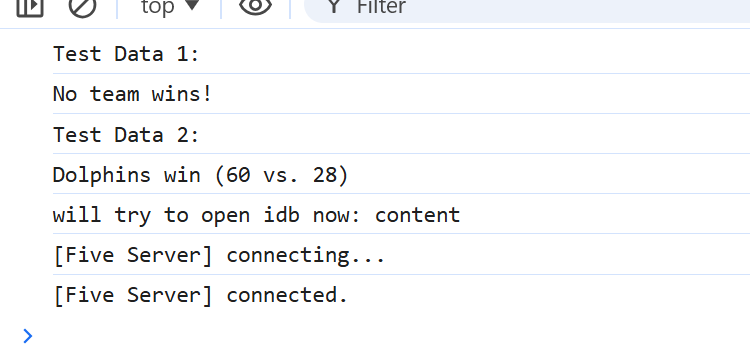 top Filter
Test Data 1:
No team wins!
Test Data 2:
Dolphins win (60 vs. 28)
will try to open idb now: content
[Five Server] connecting...
[Five Server] connected.